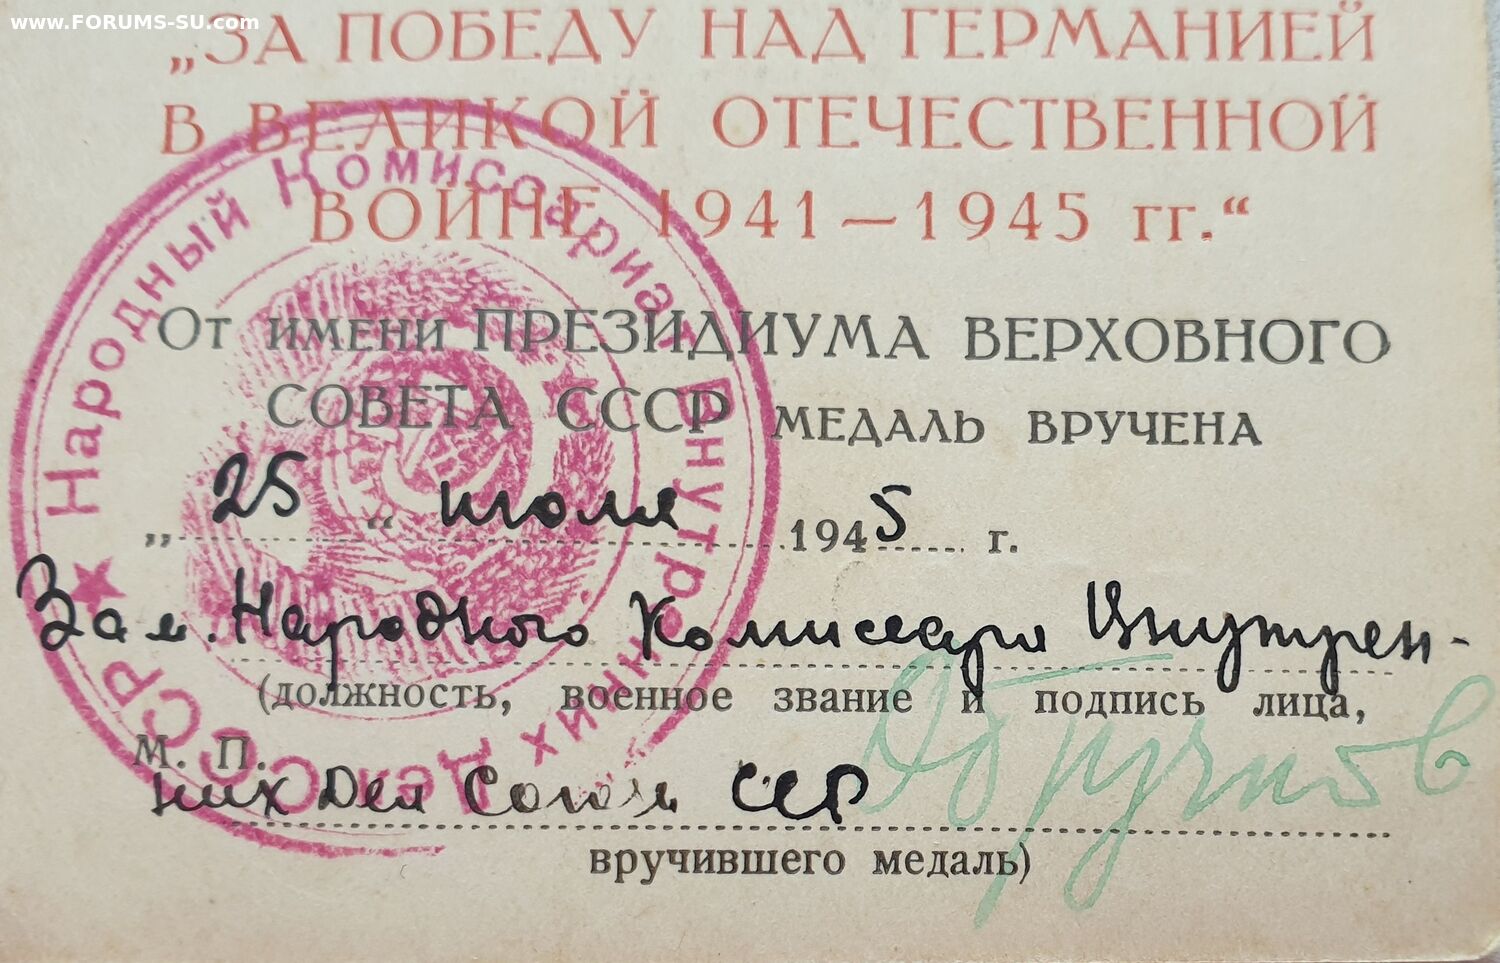 www.FORUMS-SU.com
„ЗА ПОБЕДУ НАД ГЕРМАНИЕЙ
В ВЕЛИКОЙ ОТЕЧЕСТВЕННОЙ
ВОЙНЕ 1941—1945 гг.“
От имени ПРЕЗИДИУМА ВЕРХОВНОГО
СОВЕТА СССР МЕДАЛЬ ВРУЧЕНА
„25“ июля 1945 г.
Зам. Народного Комиссара Внутрен-
(должность, военное звание и подпись лица,
М. П.
них Дел Союза ССР
Обручников
вручившего медаль)
Народный Комиссариат Внутренних Дел СССР